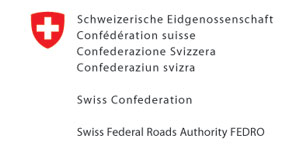 Schweizerische Eidgenossenschaft
Confédération suisse
Confederazione Svizzera
Confederaziun svizra
Swiss Confederation
Swiss Federal Roads Authority FEDRO